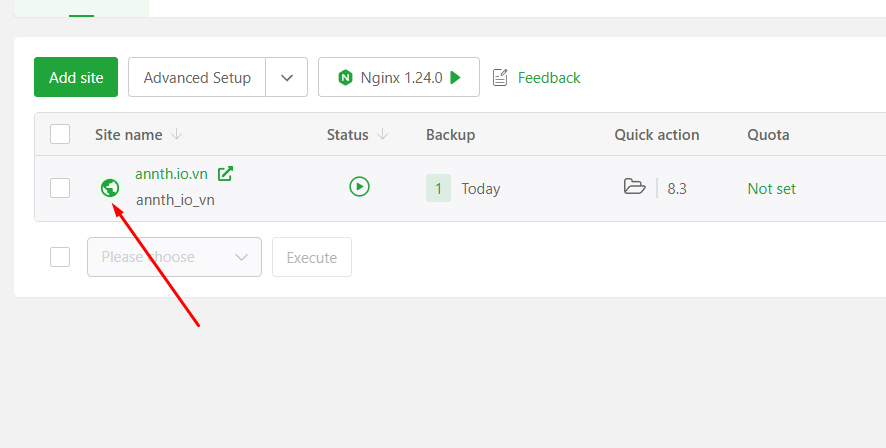 Add site
Advanced Setup
Nginx 1.24.0
Feedback
Site name Status Backup Quick action Quota
annth.io.vn
annth_io_vn
1 Today 8.3 Not set
Please choose Execute